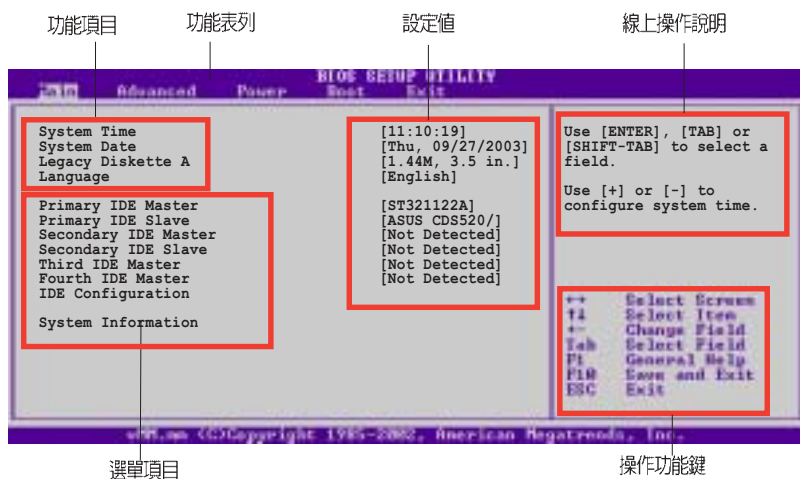 功能項目
功能表列
設定值
線上操作說明
BIOS SETUP UTILITY
Main Advanced Power Boot Exit
System Time [11:10:19]
System Date [Thu, 09/27/2003]
Legacy Diskette A [1.44M, 3.5 in.]
Language [English]
Primary IDE Master [ST321122A]
Primary IDE Slave [ASUS CDS520/]
Secondary IDE Master [Not Detected]
Secondary IDE Slave [Not Detected]
Third IDE Master [Not Detected]
Fourth IDE Master [Not Detected]
IDE Configuration
System Information
Use [ENTER], [TAB] or
[SHIFT-TAB] to select a
field.
Use [+] or [-] to
configure system time.
←→ Select Screen
↑↓ Select Item
+- Change Field
Tab Select Field
F1 General Help
F10 Save and Exit
ESC Exit
(C)Copyright 1985-2002, American Megatrends, Inc.
選單項目
操作功能鍵